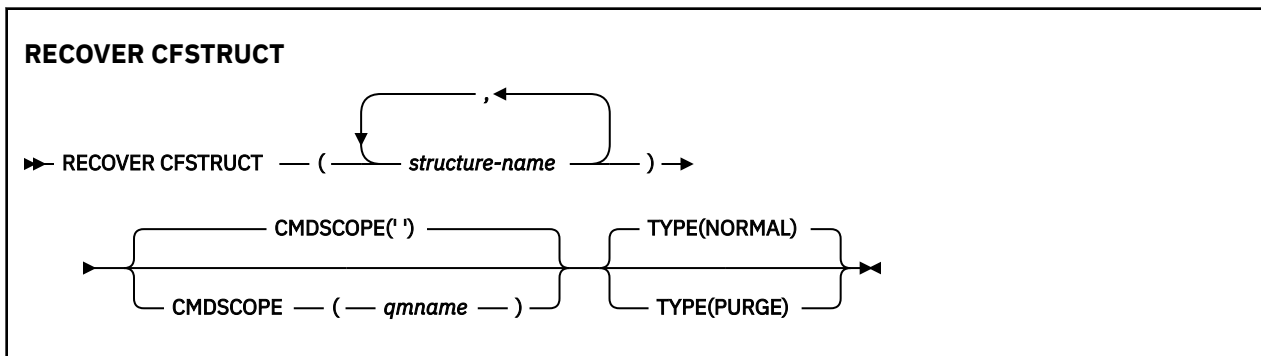 RECOVER CFSTRUCT
,
RECOVER CFSTRUCT ( structure-name )
CMDSCOPE(' ') TYPE(NORMAL)
CMDSCOPE ( qmname ) TYPE(PURGE)